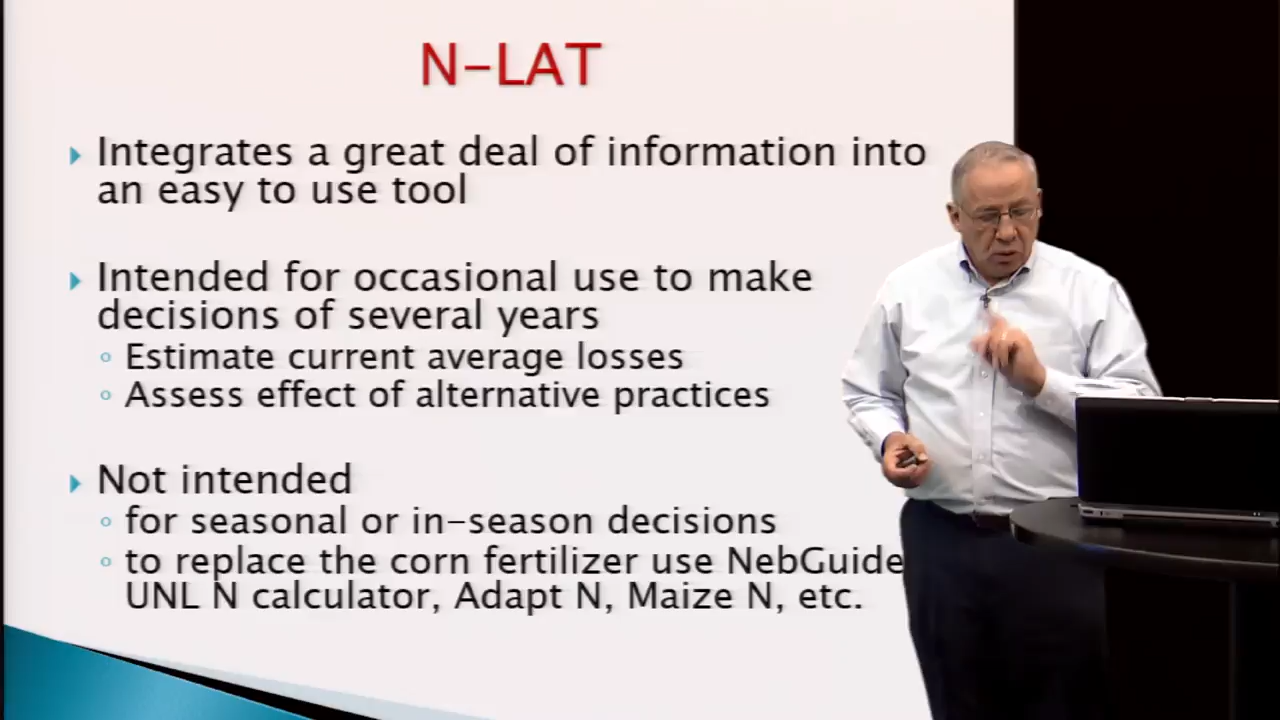 N-LAT
Integrates a great deal of information into
an easy to use tool
Intended for occasional use to make
decisions of several years
Estimate current average losses
Assess effect of alternative practices
Not intended
for seasonal or in-season decisions
to replace the corn fertilizer use NebGuide
UNL N calculator, Adapt N, Maize N, etc.